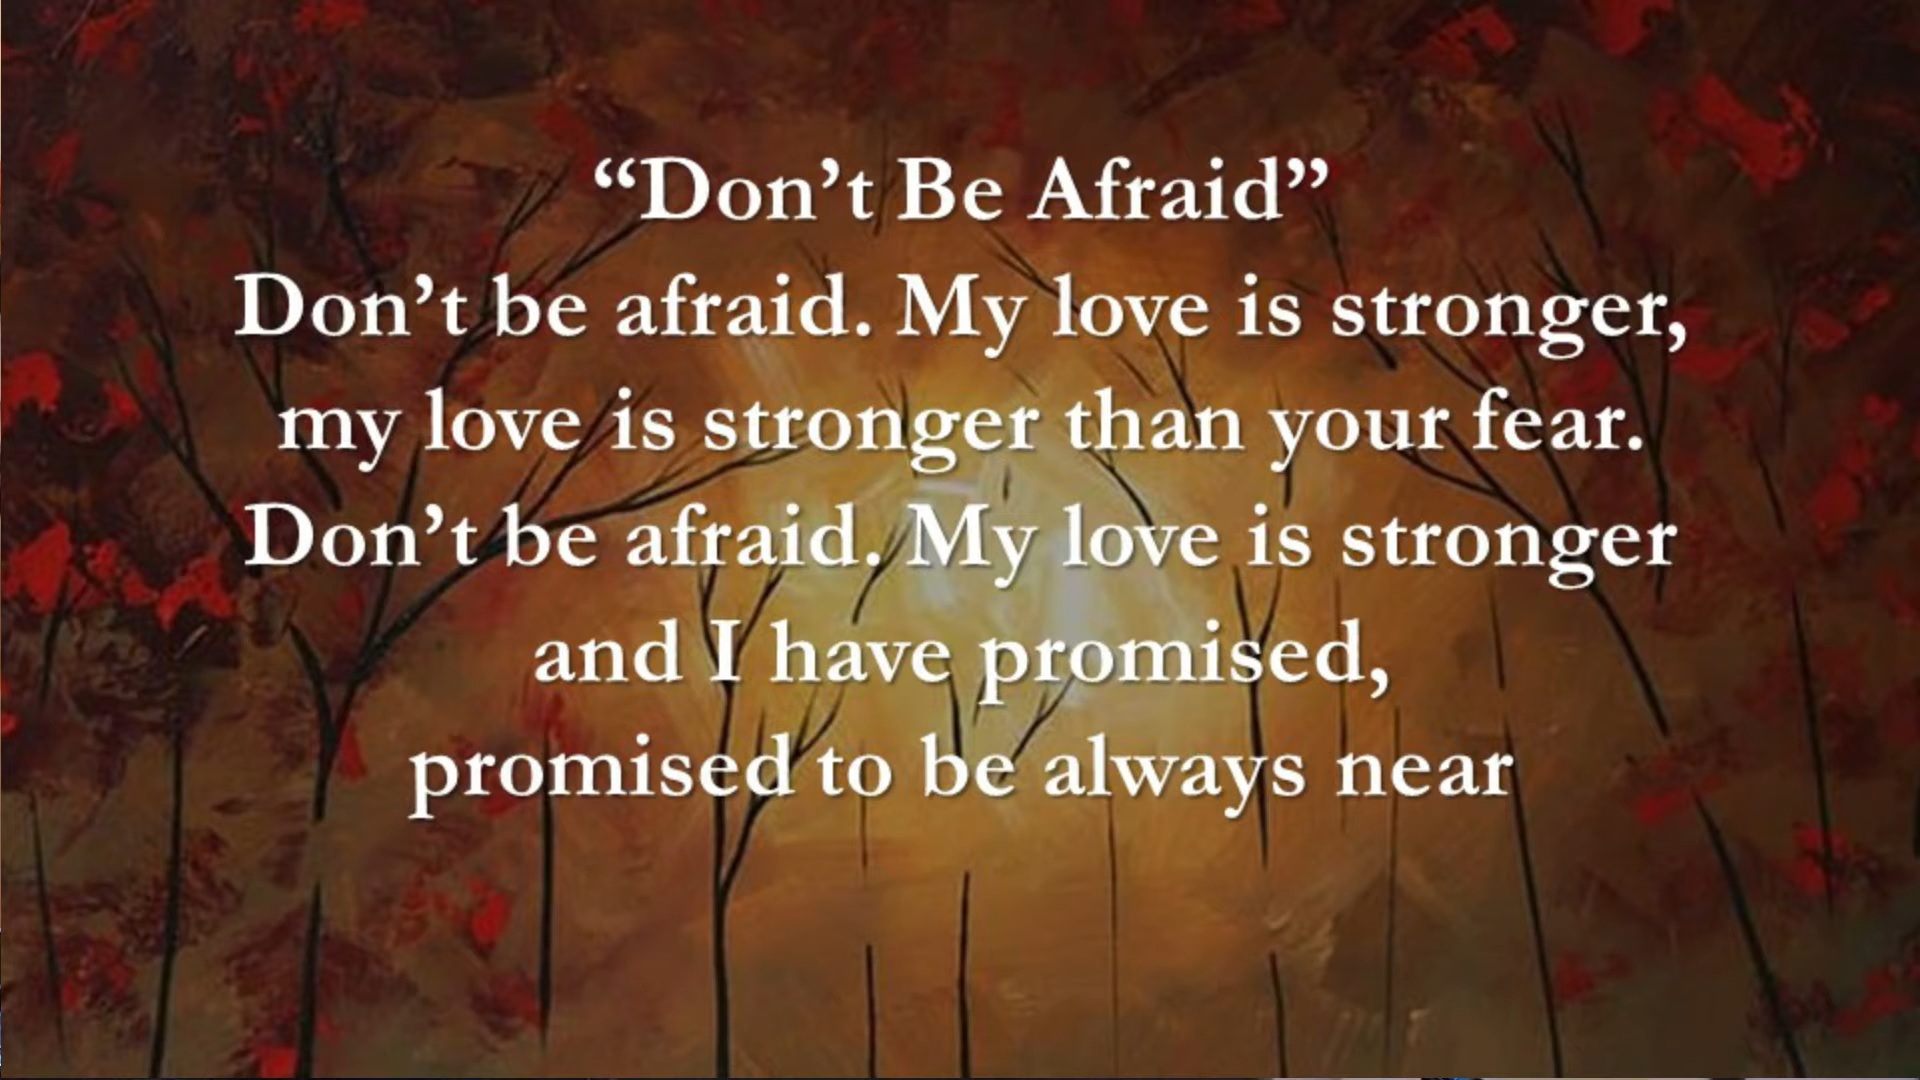 “Don’t Be Afraid”
Don’t be afraid. My love is stronger,
my love is stronger than your fear.
Don’t be afraid. My love is stronger
and I have promised,
promised to be always near